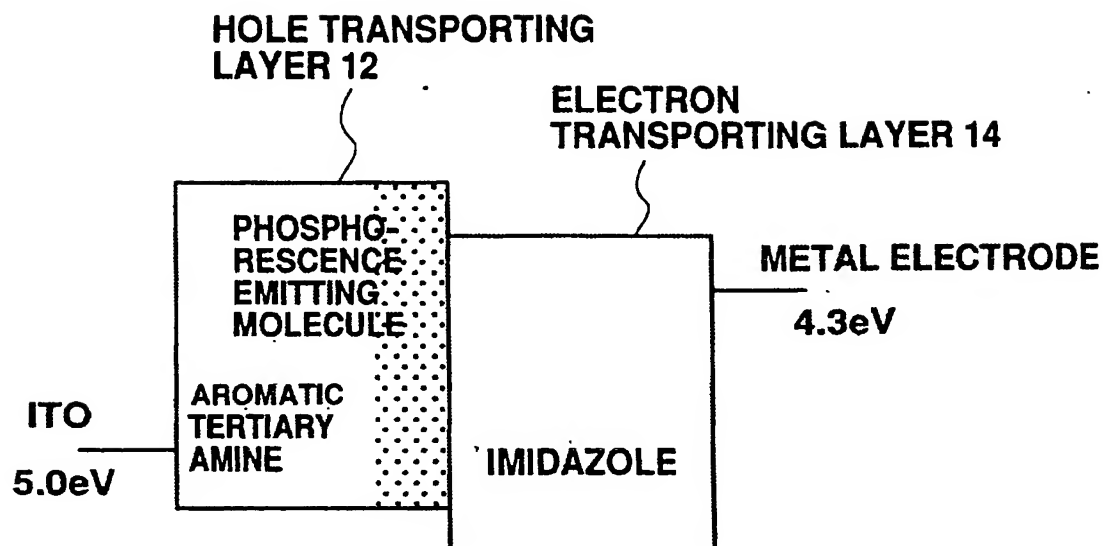 HOLE TRANSPORTING
LAYER 12
ELECTRON
TRANSPORTING LAYER 14
PHOSPHO-
RESCENCE
EMITTING
MOLECULE
METAL ELECTRODE
4.3eV
AROMATIC
TERTIARY
AMINE
ITO
5.0eV
IMIDAZOLE